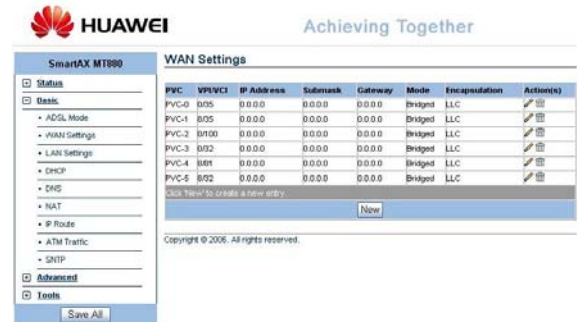 HUAWEI
Achieving Together
SmartAX MT880
Status
Basic
ADSL Mode
WAN Settings
LAN Settings
DHCP
DNS
NAT
IP Route
ATM Traffic
SNTP
Advanced
Tools
Save All
WAN Settings
PVC VPI/VCI IP Address Submask Gateway Mode Encapsulation Action(s)
PVC-0 0/35 0.0.0.0 0.0.0.0 0.0.0.0 Bridged LLC
PVC-1 8/35 0.0.0.0 0.0.0.0 0.0.0.0 Bridged LLC
PVC-2 0/100 0.0.0.0 0.0.0.0 0.0.0.0 Bridged LLC
PVC-3 0/32 0.0.0.0 0.0.0.0 0.0.0.0 Bridged LLC
PVC-4 8/81 0.0.0.0 0.0.0.0 0.0.0.0 Bridged LLC
PVC-5 8/32 0.0.0.0 0.0.0.0 0.0.0.0 Bridged LLC
Click 'New' to create a new entry.
New
Copyright © 2006. All rights reserved.